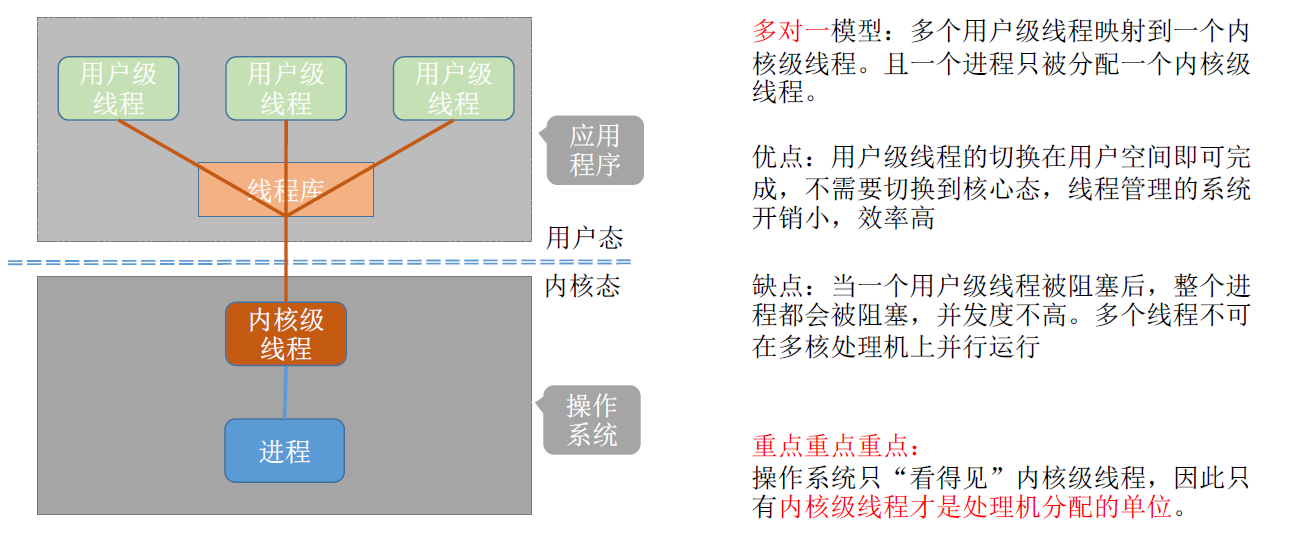 用户级
线程
用户级
线程
用户级
线程
线程库
应用
程序
用户态
内核态
内核级
线程
进程
操作
系统
多对一模型：多个用户级线程映射到一个内
核级线程。且一个进程只被分配一个内核级
线程。
优点：用户级线程的切换在用户空间即可完
成，不需要切换到核心态，线程管理的系统
开销小，效率高
缺点：当一个用户级线程被阻塞后，整个进
程都会被阻塞，并发度不高。多个线程不可
在多核处理机上并行运行
重点重点重点：
操作系统只“看得见”内核级线程，因此只
有内核级线程才是处理机分配的单位。